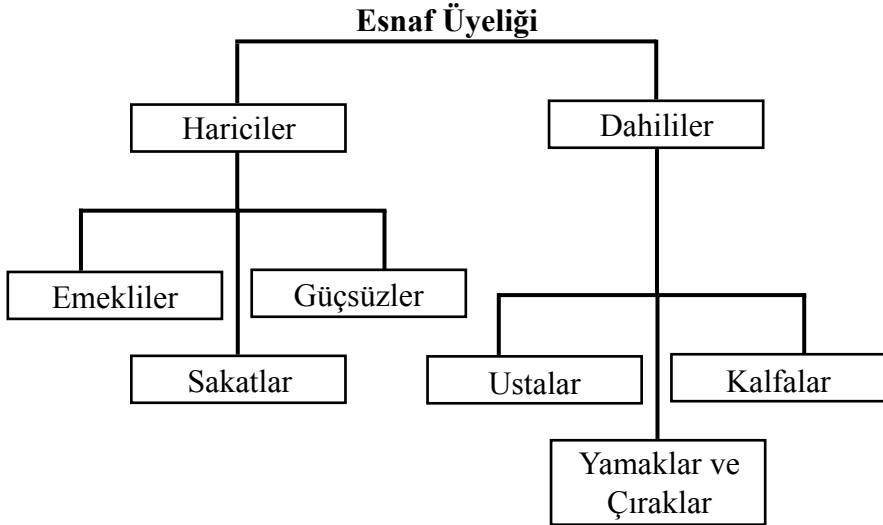 Esnaf Üyeliği
Hariciler
Dahililer
Emekliler
Güçsüzler
Sakatlar
Ustalar
Kalfalar
Yamaklar ve
Çıraklar